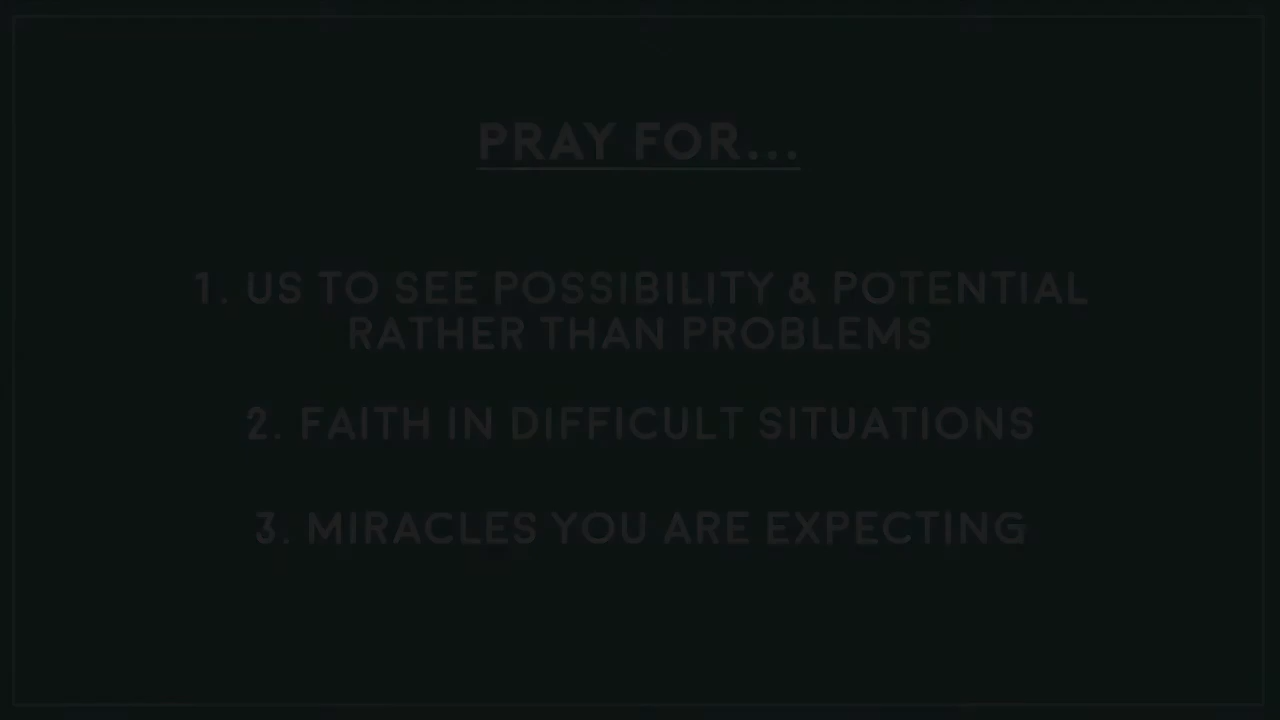 PRAY FOR...
1. US TO SEE POSSIBILITY & POTENTIAL
RATHER THAN PROBLEMS
2. FAITH IN DIFFICULT SITUATIONS
3. MIRACLES YOU ARE EXPECTING